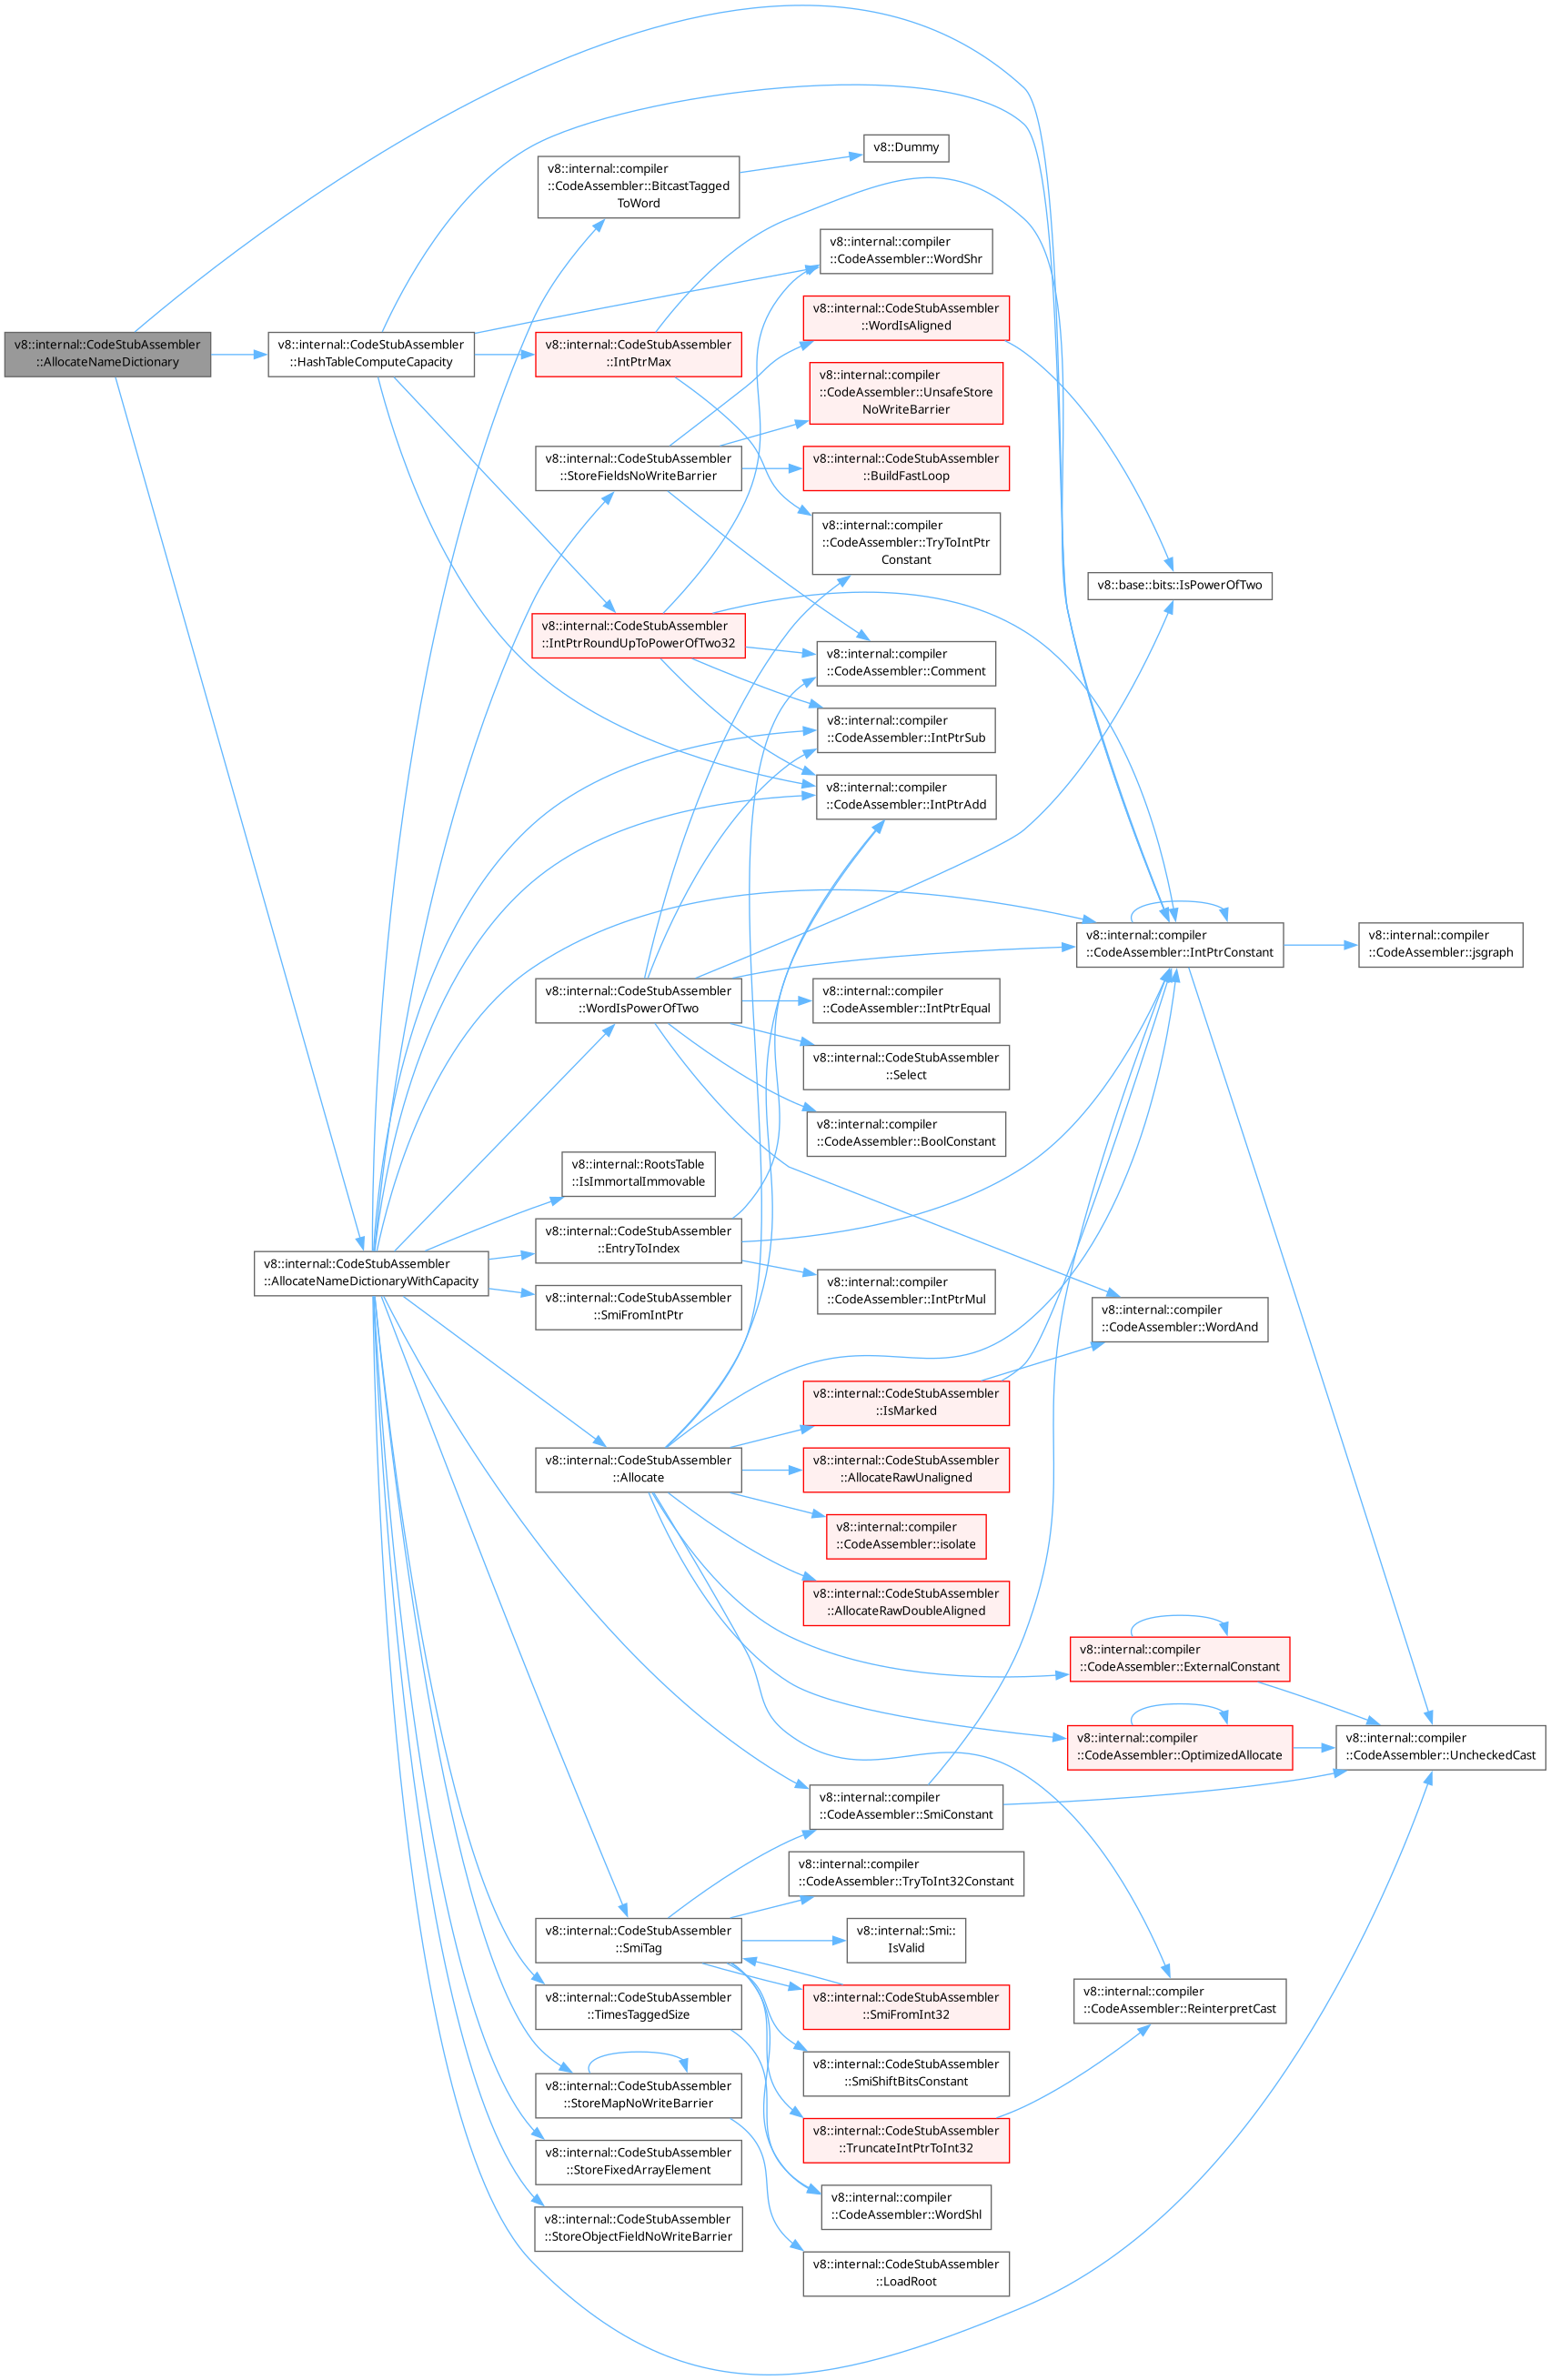 v8::internal::CodeStubAssembler
::AllocateNameDictionary
v8::internal::CodeStubAssembler
::HashTableComputeCapacity
v8::internal::CodeStubAssembler
::AllocateNameDictionaryWithCapacity
v8::internal::compiler
::CodeAssembler::BitcastTagged
ToWord
v8::internal::CodeStubAssembler
::IntPtrMax
v8::internal::CodeStubAssembler
::StoreFieldsNoWriteBarrier
v8::internal::CodeStubAssembler
::IntPtrRoundUpToPowerOfTwo32
v8::internal::CodeStubAssembler
::WordIsPowerOfTwo
v8::internal::RootsTable
::IsImmortalImmovable
v8::internal::CodeStubAssembler
::EntryToIndex
v8::internal::CodeStubAssembler
::SmiFromIntPtr
v8::internal::CodeStubAssembler
::Allocate
v8::internal::CodeStubAssembler
::SmiTag
v8::internal::CodeStubAssembler
::TimesTaggedSize
v8::internal::CodeStubAssembler
::StoreMapNoWriteBarrier
v8::internal::CodeStubAssembler
::StoreFixedArrayElement
v8::internal::CodeStubAssembler
::StoreObjectFieldNoWriteBarrier
v8::Dummy
v8::internal::compiler
::CodeAssembler::WordShr
v8::internal::CodeStubAssembler
::WordIsAligned
v8::internal::compiler
::CodeAssembler::UnsafeStore
NoWriteBarrier
v8::internal::CodeStubAssembler
::BuildFastLoop
v8::internal::compiler
::CodeAssembler::TryToIntPtr
Constant
v8::internal::compiler
::CodeAssembler::Comment
v8::internal::compiler
::CodeAssembler::IntPtrSub
v8::internal::compiler
::CodeAssembler::IntPtrAdd
v8::internal::compiler
::CodeAssembler::IntPtrEqual
v8::internal::CodeStubAssembler
::Select
v8::internal::compiler
::CodeAssembler::BoolConstant
v8::internal::compiler
::CodeAssembler::IntPtrMul
v8::internal::CodeStubAssembler
::IsMarked
v8::internal::CodeStubAssembler
::AllocateRawUnaligned
v8::internal::compiler
::CodeAssembler::isolate
v8::internal::CodeStubAssembler
::AllocateRawDoubleAligned
v8::internal::compiler
::CodeAssembler::SmiConstant
v8::internal::compiler
::CodeAssembler::TryToInt32Constant
v8::internal::Smi::
IsValid
v8::internal::CodeStubAssembler
::SmiFromInt32
v8::internal::CodeStubAssembler
::SmiShiftBitsConstant
v8::internal::CodeStubAssembler
::TruncateIntPtrToInt32
v8::internal::compiler
::CodeAssembler::WordShl
v8::internal::CodeStubAssembler
::LoadRoot
v8::base::bits::IsPowerOfTwo
v8::internal::compiler
::CodeAssembler::IntPtrConstant
v8::internal::compiler
::CodeAssembler::WordAnd
v8::internal::compiler
::CodeAssembler::ExternalConstant
v8::internal::compiler
::CodeAssembler::OptimizedAllocate
v8::internal::compiler
::CodeAssembler::ReinterpretCast
v8::internal::compiler
::CodeAssembler::jsgraph
v8::internal::compiler
::CodeAssembler::UncheckedCast